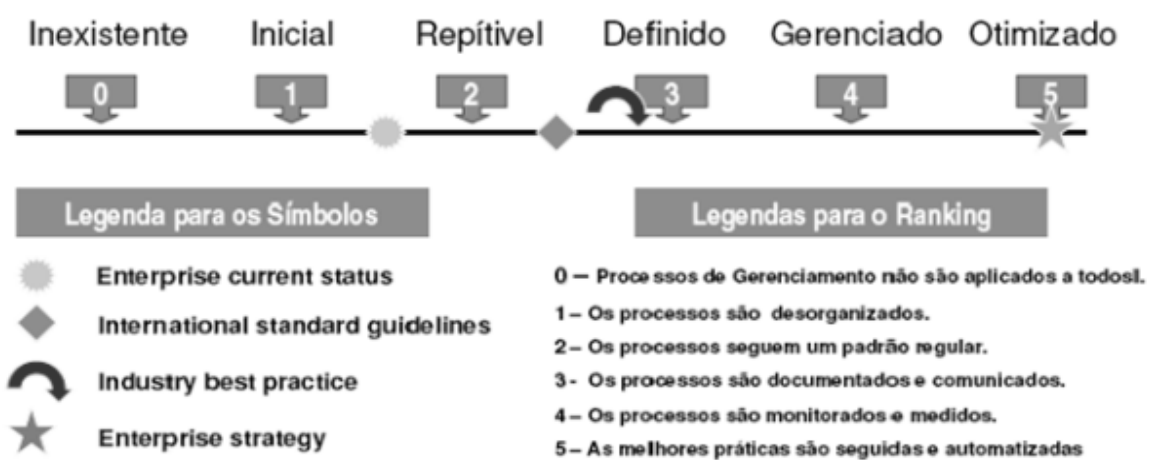 Inexistente Inicial Repítivel Definido Gerenciado Otimizado
0 1 2 3 4 5
Legenda para os Símbolos
Enterprise current status
International standard guidelines
Industry best practice
Enterprise strategy
Legendas para o Ranking
0 – Processos de Gerenciamento não são aplicados a todosl.
1 – Os processos são desorganizados.
2 – Os processos seguem um padrão regular.
3 - Os processos são documentados e comunicados.
4 – Os processos são monitorados e medidos.
5 – As melhores práticas são seguidas e automatizadas